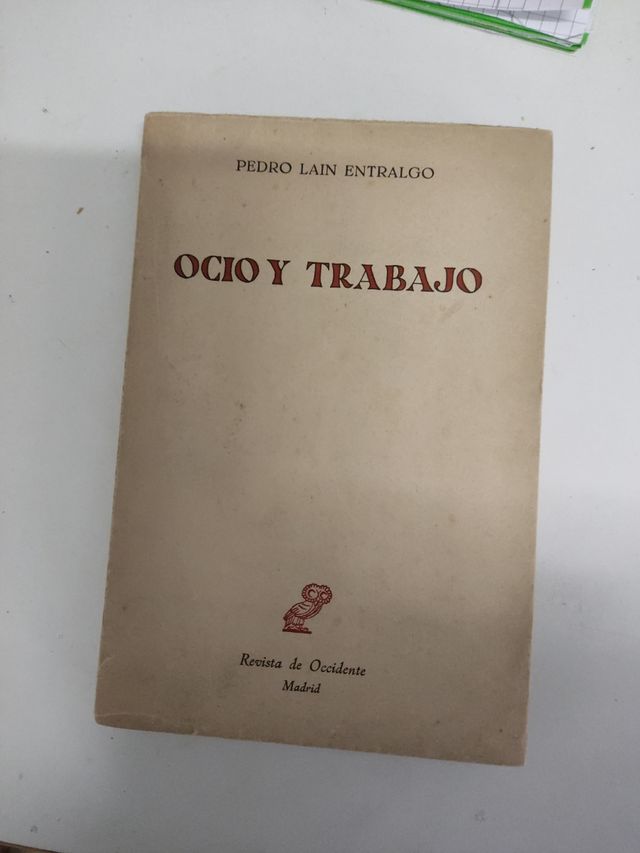 PEDRO LAIN ENTRALGO
OCIO Y TRABAJO
Revista de Occidente
Madrid